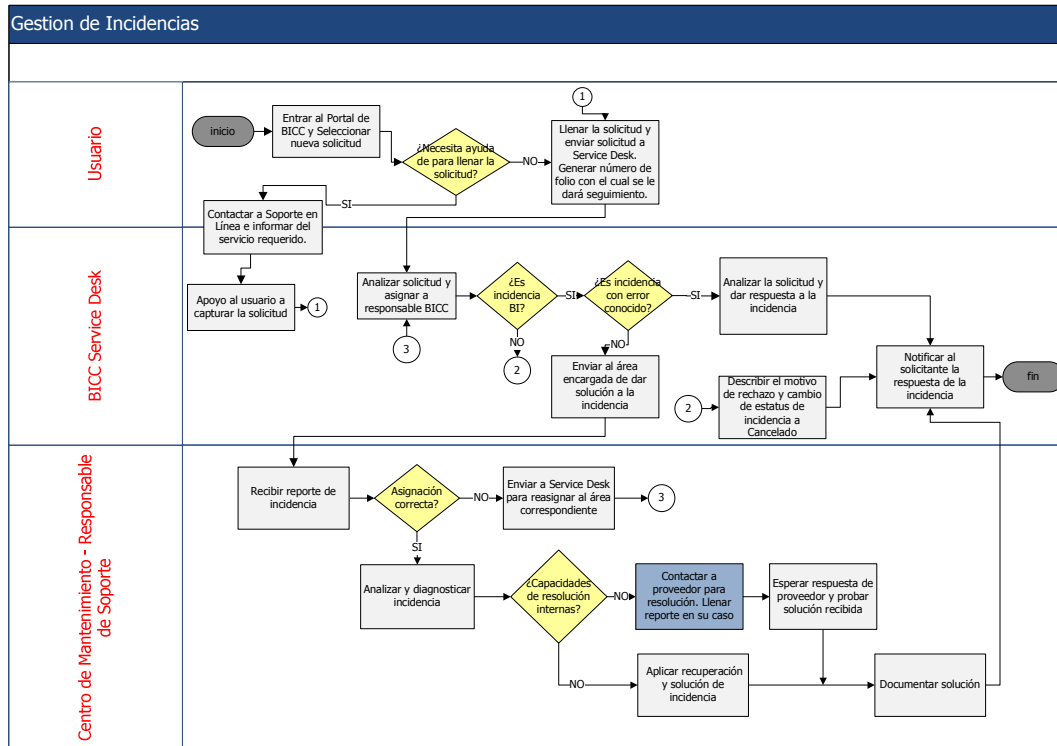 Gestion de Incidencias
Usuario
inicio
Entrar al Portal de
BICC y Seleccionar
nueva solicitud
¿Necesita ayuda
de para llenar la
solicitud?
NO
SI
1
Llenar la solicitud y
enviar solicitud a
Service Desk.
Generar número de
folio con el cual se le
dará seguimiento.
Contactar a Soporte en
Línea e informar del
servicio requerido.
BICC Service Desk
Apoyo al usuario a
capturar la solicitud
1
Analizar solicitud y
asignar a
responsable BICC
3
¿Es
incidencia
BI?
SI
NO
2
¿Es incidencia
con error
conocido?
SI
NO
Analizar la solicitud y
dar respuesta a la
incidencia
Enviar al área
encargada de dar
solución a la
incidencia
2
Describir el motivo
de rechazo y cambio
de estatus de
incidencia a
Cancelado
Notificar al
solicitante la
respuesta de la
incidencia
fin
Centro de Mantenimiento - Responsable
de Soporte
Recibir reporte de
incidencia
Asignación
correcta?
NO
SI
Enviar a Service Desk
para reasignar al área
correspondiente
3
Analizar y diagnosticar
incidencia
¿Capacidades
de resolución
internas?
NO
NO
Contactar a
proveedor para
resolución. Llenar
reporte en su caso
Esperar respuesta de
proveedor y probar
solución recibida
Aplicar recuperación
y solución de
incidencia
Documentar solución